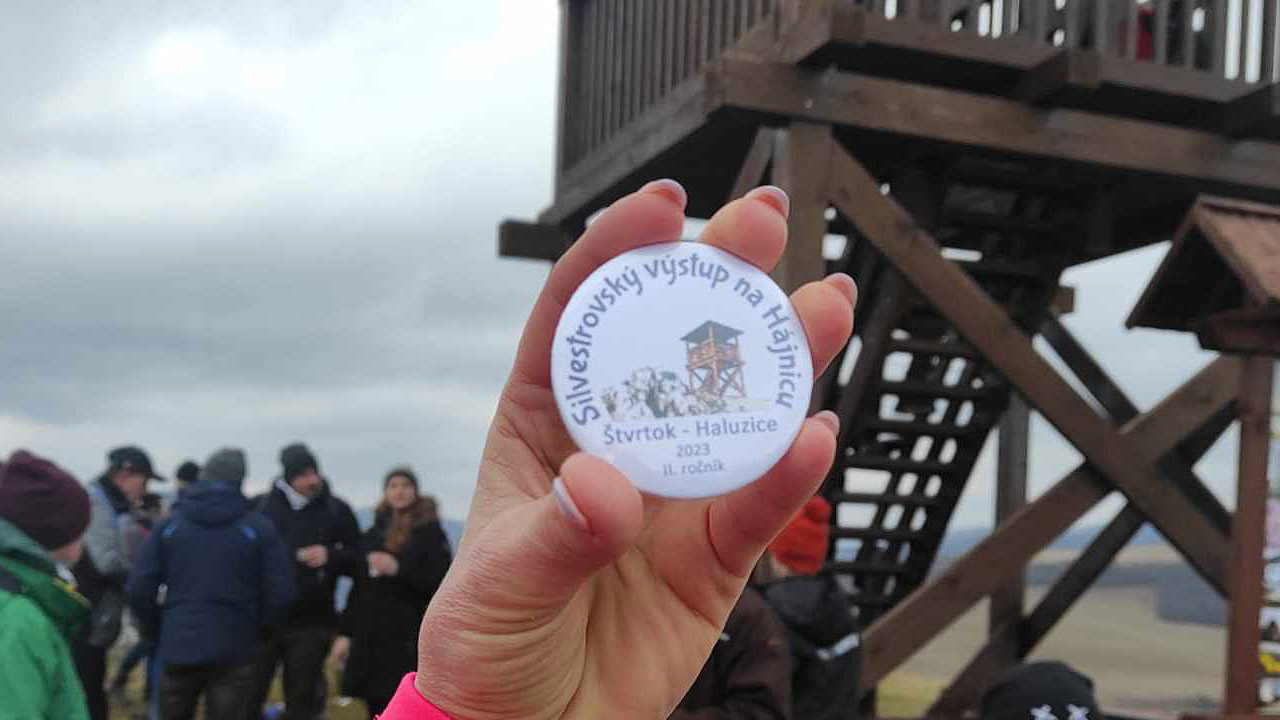 Silvestrovský výstup na Hájnicu
Štvrtok - Haluzice
2023
II. ročník